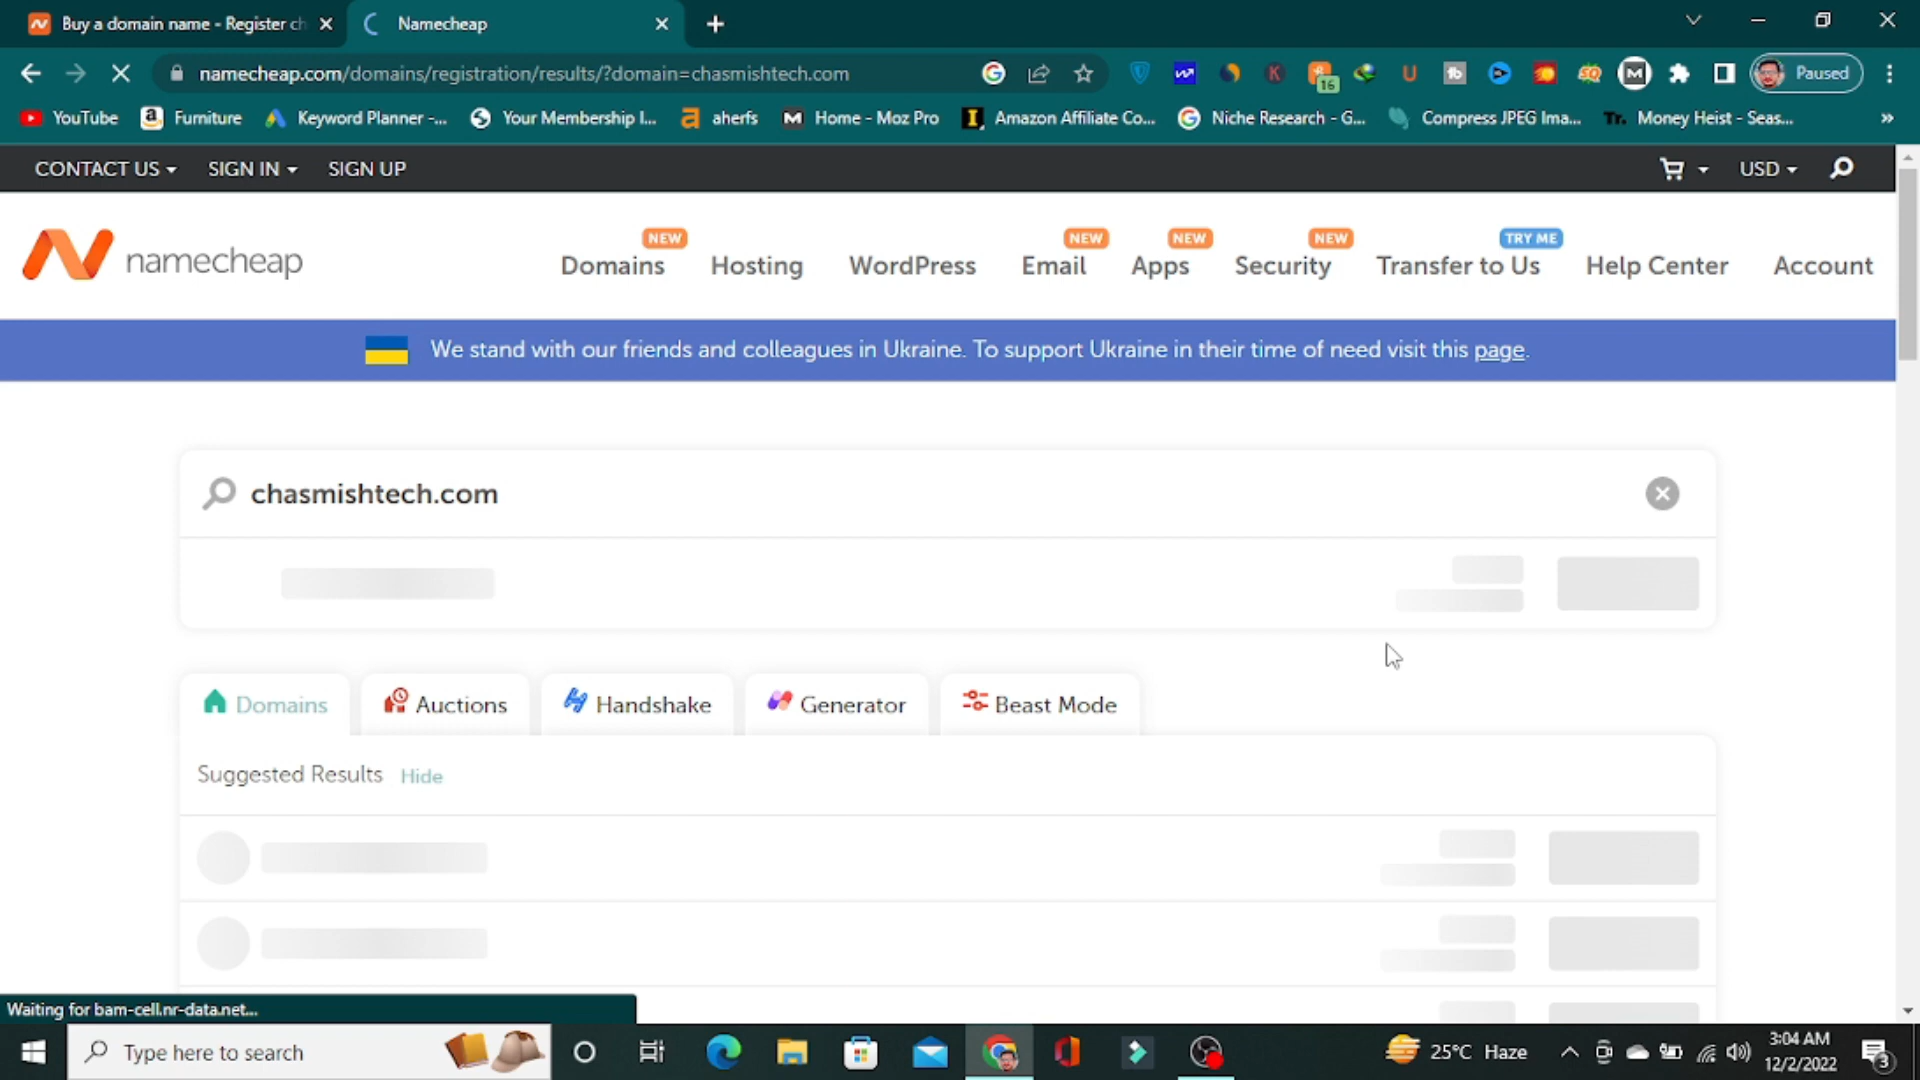 Buy a domain name - Register ch
Namecheap
namecheap.com/domains/registration/results/?domain=chasmishtech.com
16
Paused
YouTube
Furniture
Keyword Planner -...
Your Membership I...
aherfs
Home - Moz Pro
Amazon Affiliate Co...
Niche Research - G...
Compress JPEG Ima...
Tr. Money Heist - Seas...
»
CONTACT US
SIGN IN
SIGN UP
USD
namecheap
NEW
NEW
NEW
NEW
TRY ME
Domains
Hosting
WordPress
Email
Apps
Security
Transfer to Us
Help Center
Account
We stand with our friends and colleagues in Ukraine. To support Ukraine in their time of need visit this page.
chasmishtech.com
Domains
Auctions
Handshake
Generator
Beast Mode
Suggested Results Hide
Waiting for bam-cell.nr-data.net...
Type here to search
25°C Haze
3:04 AM
12/2/2022
3